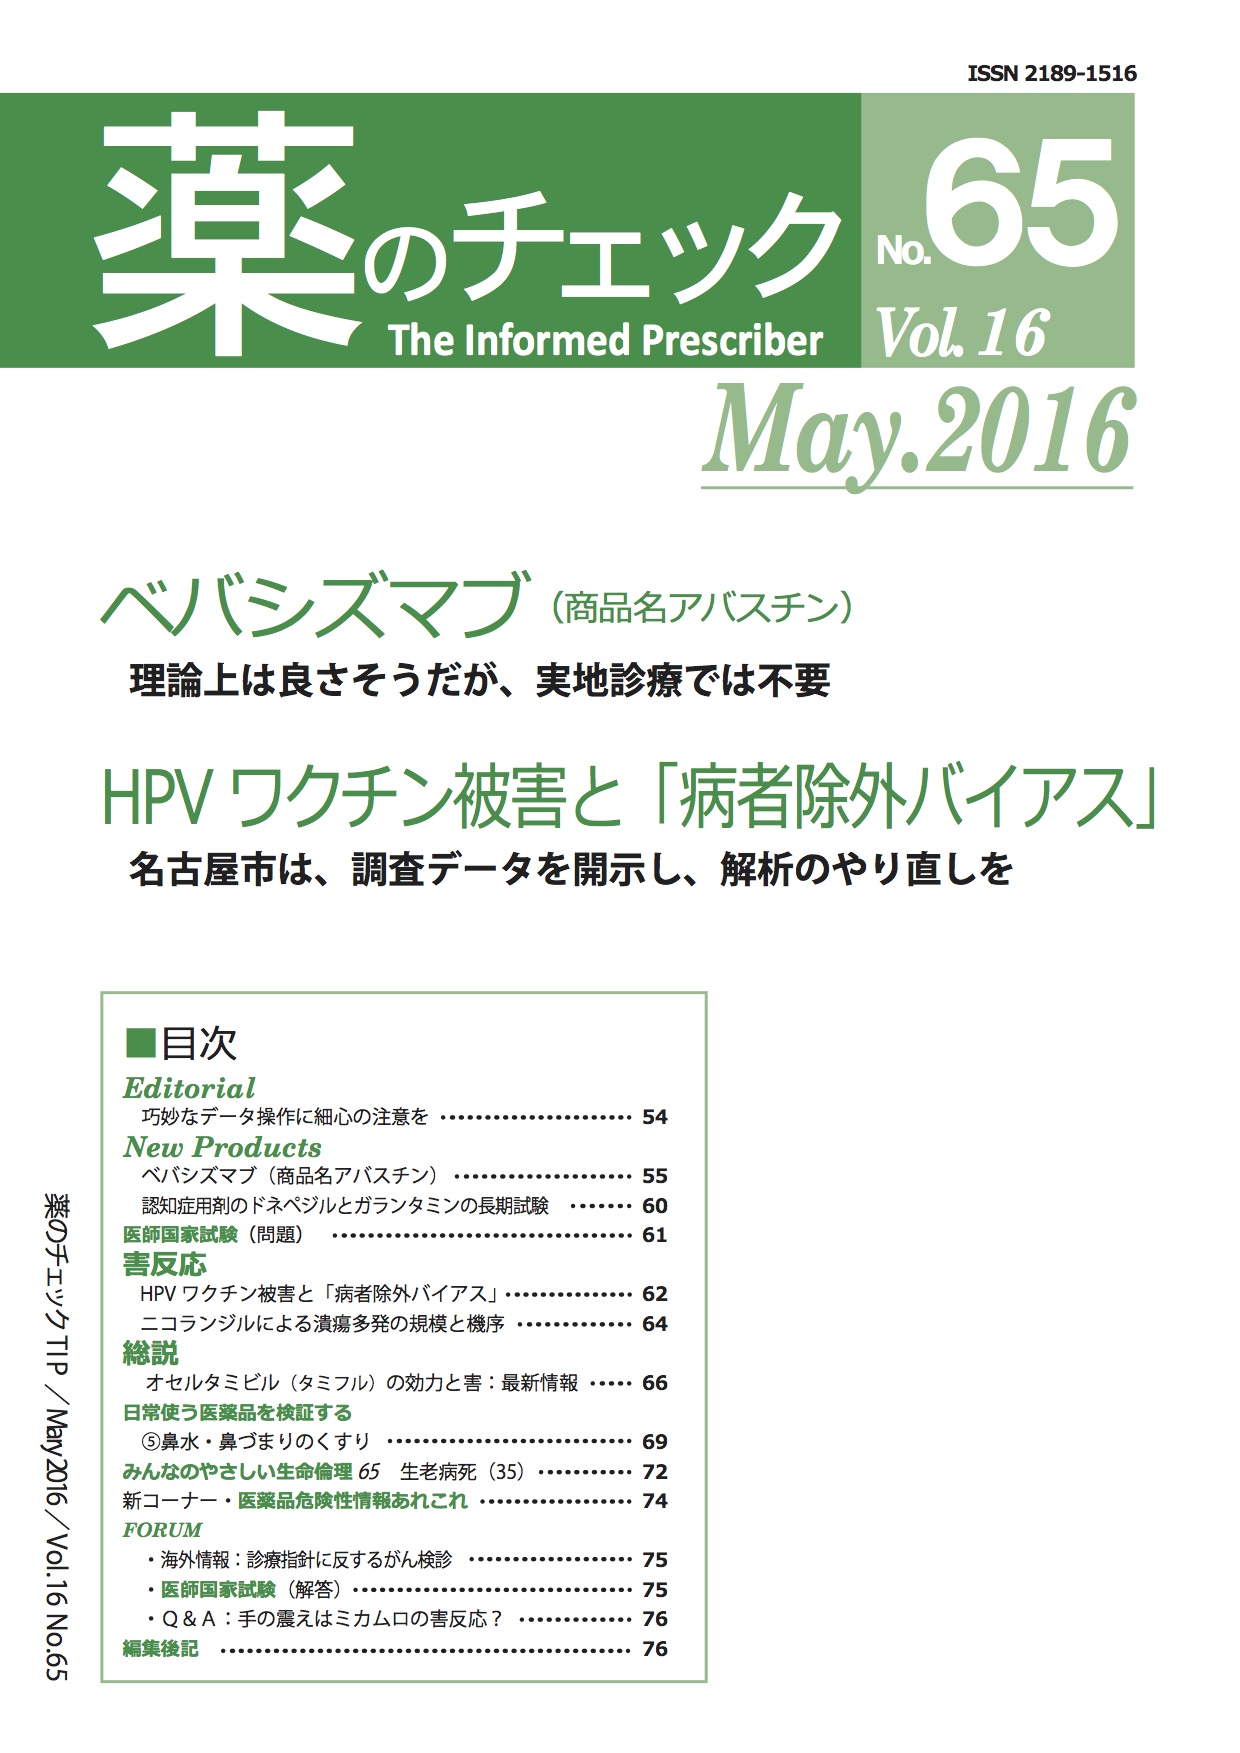 ISSN 2189-1516
薬のチェック
The Informed Prescriber
No.65
Vol.16
May.2016
ベバシズマブ（商品名アバスチン）
理論上は良さそうだが、実地診療では不要
HPV ワクチン被害と「病者除外バイアス」
名古屋市は、調査データを開示し、解析のやり直しを
■目次
Editorial
巧妙なデータ操作に細心の注意を ······················ 54
New Products
ベバシズマブ（商品名アバスチン） ···················· 55
認知症用剤のドネペジルとガランタミンの長期試験 ······· 60
医師国家試験（問題） ·································· 61
害反応
HPV ワクチン被害と「病者除外バイアス」·············· 62
ニコランジルによる潰瘍多発の規模と機序 ············· 64
総説
オセルタミビル（タミフル）の効力と害：最新情報 ····· 66
日常使う医薬品を検証する
⑤鼻水・鼻づまりのくすり ···························· 69
みんなのやさしい生命倫理 65 生老病死（35）··········· 72
新コーナー・医薬品危険性情報あれこれ ················· 74
FORUM
・海外情報：診療指針に反するがん検診 ·················· 75
・医師国家試験（解答）································ 75
・Ｑ＆Ａ：手の震えはミカムロの害反応？ ············· 76
編集後記 ··············································· 76
薬のチェック TIP ／Mary2016／Vol.16 No.65